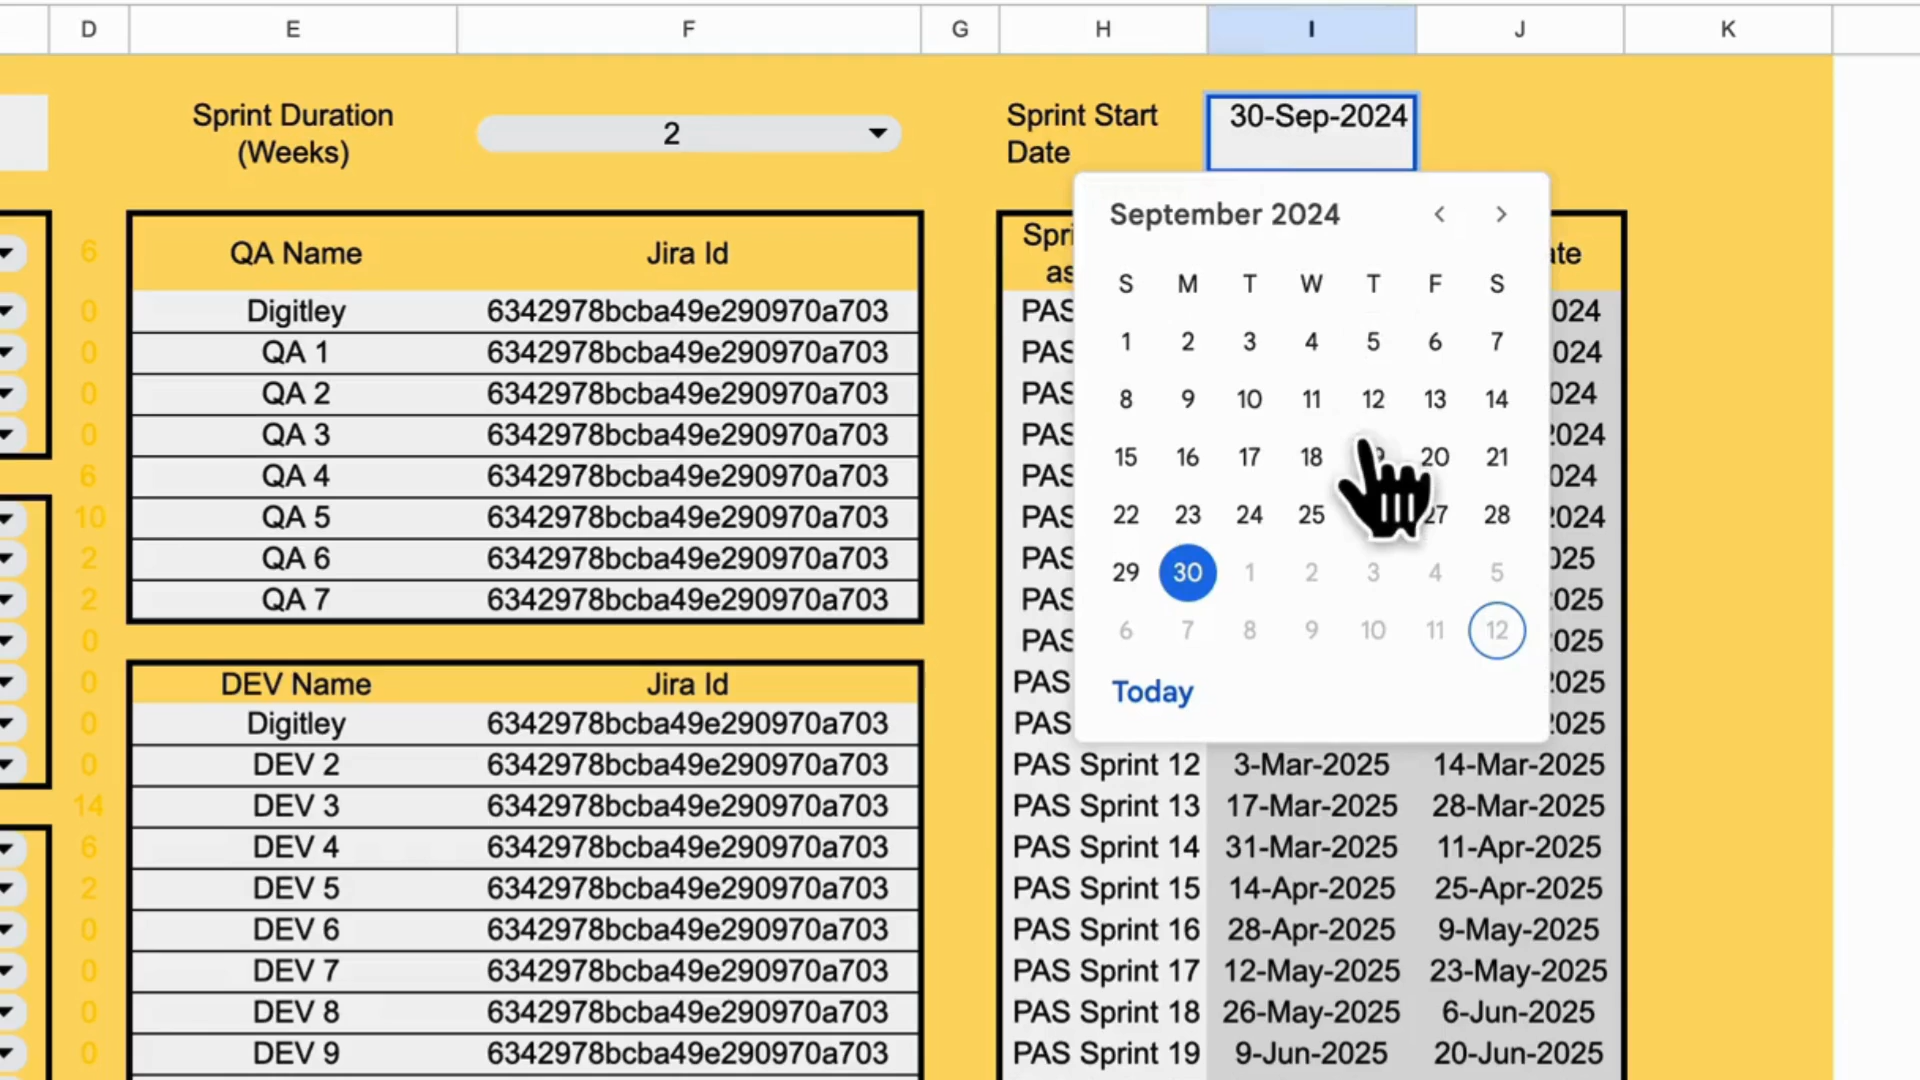 D E F G H I J K
Sprint Duration
(Weeks)
2
Sprint Start
Date
30-Sep-2024
September 2024
S M T W T F S
1 2 3 4 5 6 7
8 9 10 11 12 13 14
15 16 17 18 20 21
22 23 24 25 27 28
29 30 1 2 3 4 5
6 7 8 9 10 11 12
Today
6
0
0
0
0
6
10
2
2
0
0
0
0
14
6
2
0
0
0
0
QA Name Jira Id
Digitley 6342978bcba49e290970a703
QA 1 6342978bcba49e290970a703
QA 2 6342978bcba49e290970a703
QA 3 6342978bcba49e290970a703
QA 4 6342978bcba49e290970a703
QA 5 6342978bcba49e290970a703
QA 6 6342978bcba49e290970a703
QA 7 6342978bcba49e290970a703
DEV Name Jira Id
Digitley 6342978bcba49e290970a703
DEV 2 6342978bcba49e290970a703
DEV 3 6342978bcba49e290970a703
DEV 4 6342978bcba49e290970a703
DEV 5 6342978bcba49e290970a703
DEV 6 6342978bcba49e290970a703
DEV 7 6342978bcba49e290970a703
DEV 8 6342978bcba49e290970a703
DEV 9 6342978bcba49e290970a703
PAS
PAS
PAS
PAS
PAS
PAS
PAS
PAS
PAS
PAS
PAS
PAS Sprint 12 3-Mar-2025 14-Mar-2025
PAS Sprint 13 17-Mar-2025 28-Mar-2025
PAS Sprint 14 31-Mar-2025 11-Apr-2025
PAS Sprint 15 14-Apr-2025 25-Apr-2025
PAS Sprint 16 28-Apr-2025 9-May-2025
PAS Sprint 17 12-May-2025 23-May-2025
PAS Sprint 18 26-May-2025 6-Jun-2025
PAS Sprint 19 9-Jun-2025 20-Jun-2025